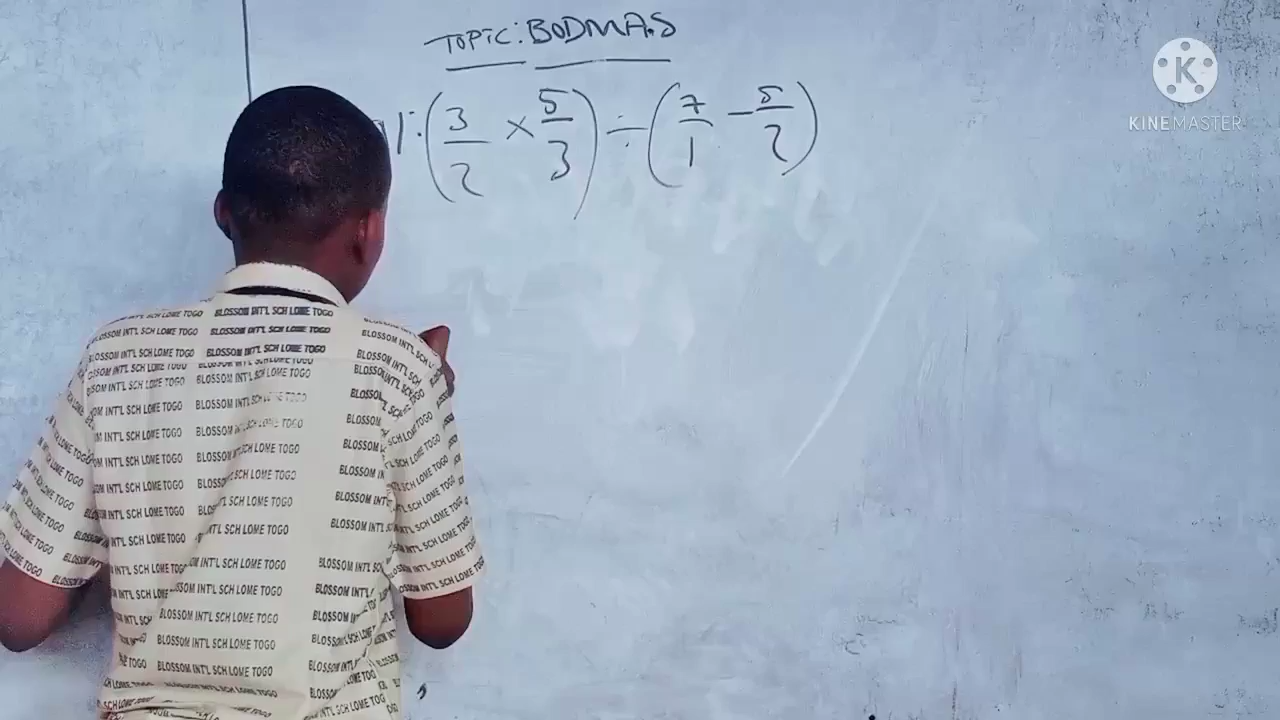 TOPIC: BODMAS
1: (3/2 × 5/3) ÷ (7/1 - 5/2)
KINEMASTER
BLOSSOM INT'L SCH LOME TOGO